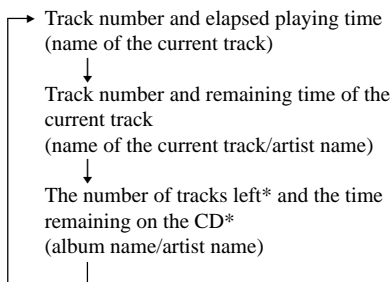 Track number and elapsed playing time
(name of the current track)
Track number and remaining time of the
current track
(name of the current track/artist name)
The number of tracks left* and the time
remaining on the CD*
(album name/artist name)